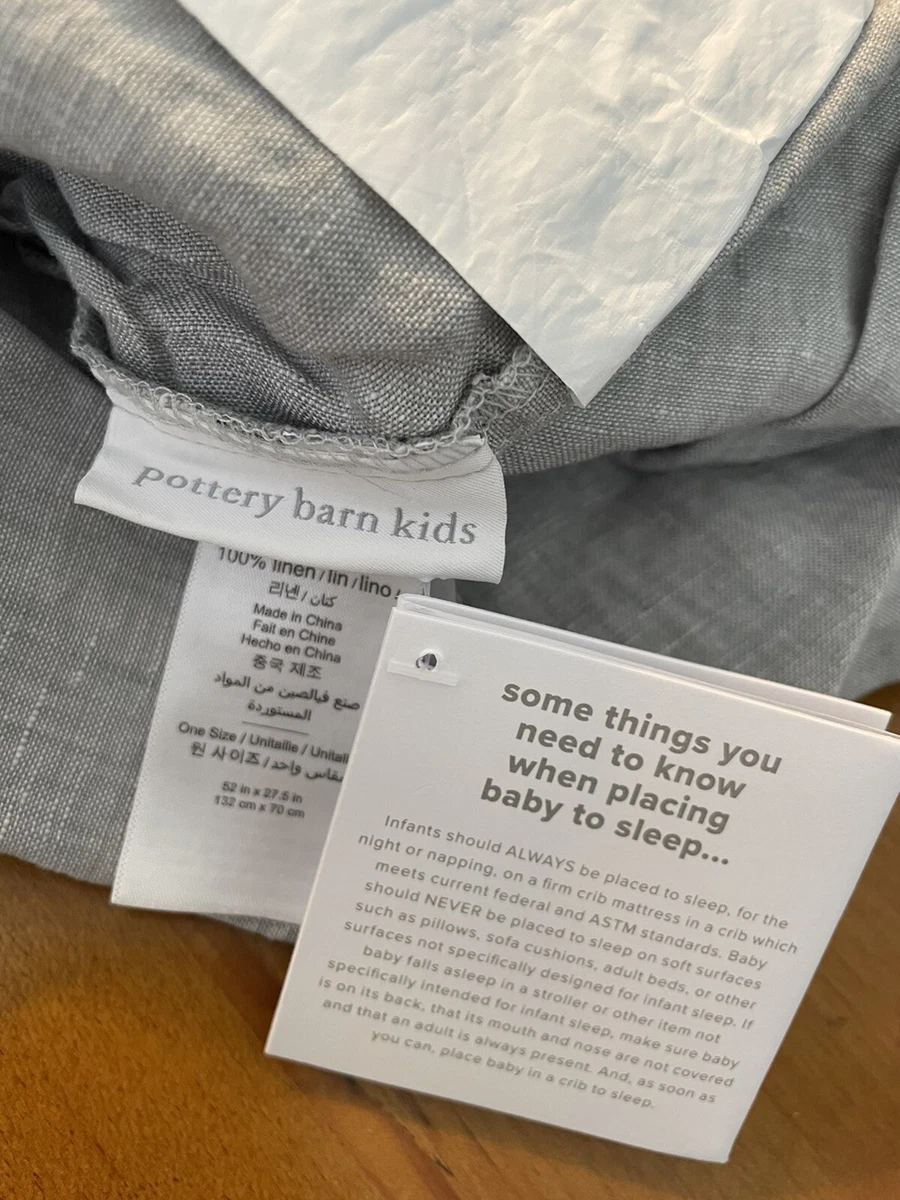 pottery barn kids
100% linen / lin / lino
리넨 / كتان
Made in China
Fait en Chine
Hecho en China
중국 제조
صنع فيالصين من المواد
المستوردة
One Size / Unitaille / Unitall
원 사이즈 / مقاس واحد
52 in x 27.5 in
132 cm x 70 cm
some things you
need to know
when placing
baby to sleep...
Infants should ALWAYS be placed to sleep, for the
night or napping, on a firm crib mattress in a crib which
meets current federal and ASTM standards. Baby
should NEVER be placed to sleep on soft surfaces
such as pillows, sofa cushions, adult beds, or other
surfaces not specifically designed for infant sleep. If
baby falls asleep in a stroller or other item not
specifically intended for infant sleep, make sure baby
is on its back, that its mouth and nose are not covered
and that an adult is always present. And, as soon as
you can, place baby in a crib to sleep.